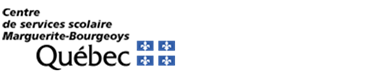 Centre
de services scolaire
Marguerite-Bourgeoys
Québec